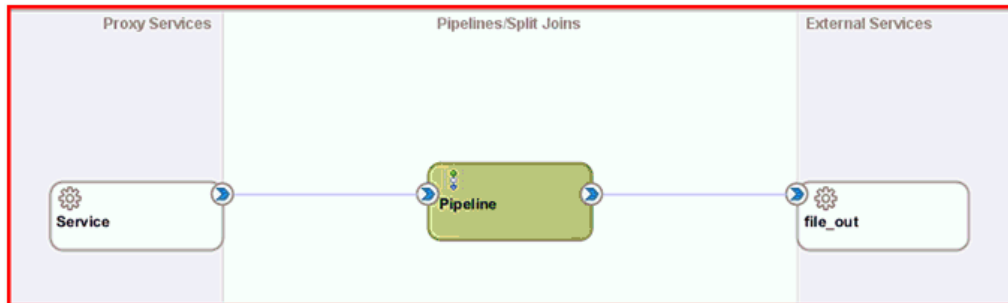 Proxy Services
Pipelines/Split Joins
External Services
Service
Pipeline
file_out